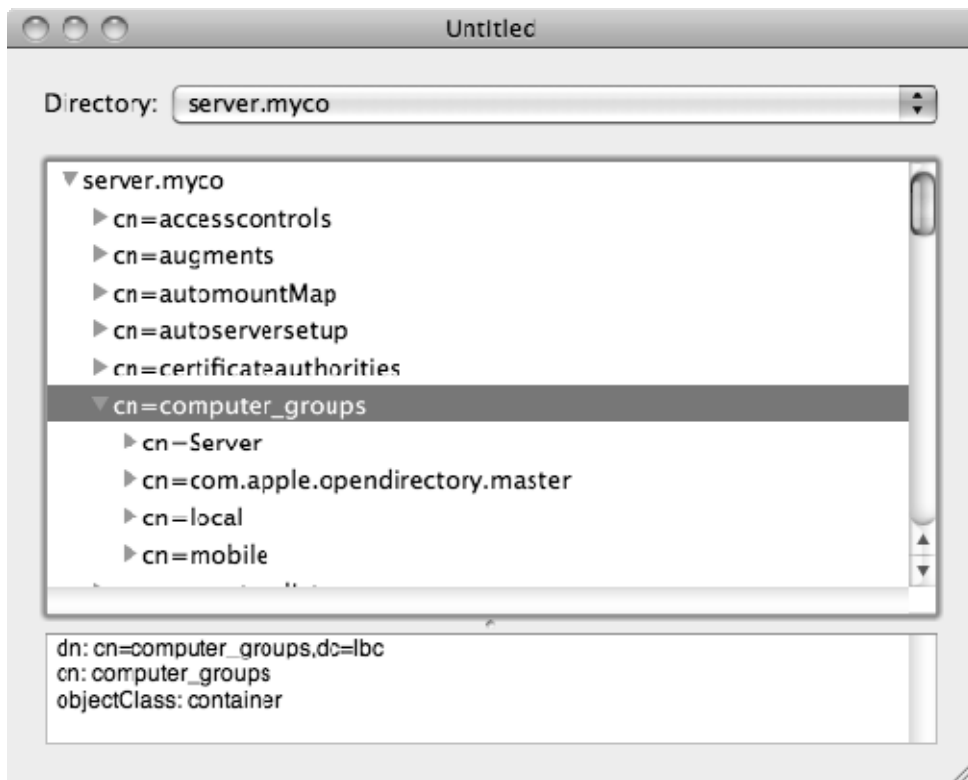 Untitled
Directory: server.myco
server.myco
cn=accesscontrols
cn=augments
cn=automountMap
cn=autoserversetup
cn=certificateauthorities
cn=computer_groups
cn=Server
cn=com.apple.opendirectory.master
cn=local
cn=mobile
dn: cn=computer_groups,dc=lbc
cn: computer_groups
objectClass: container